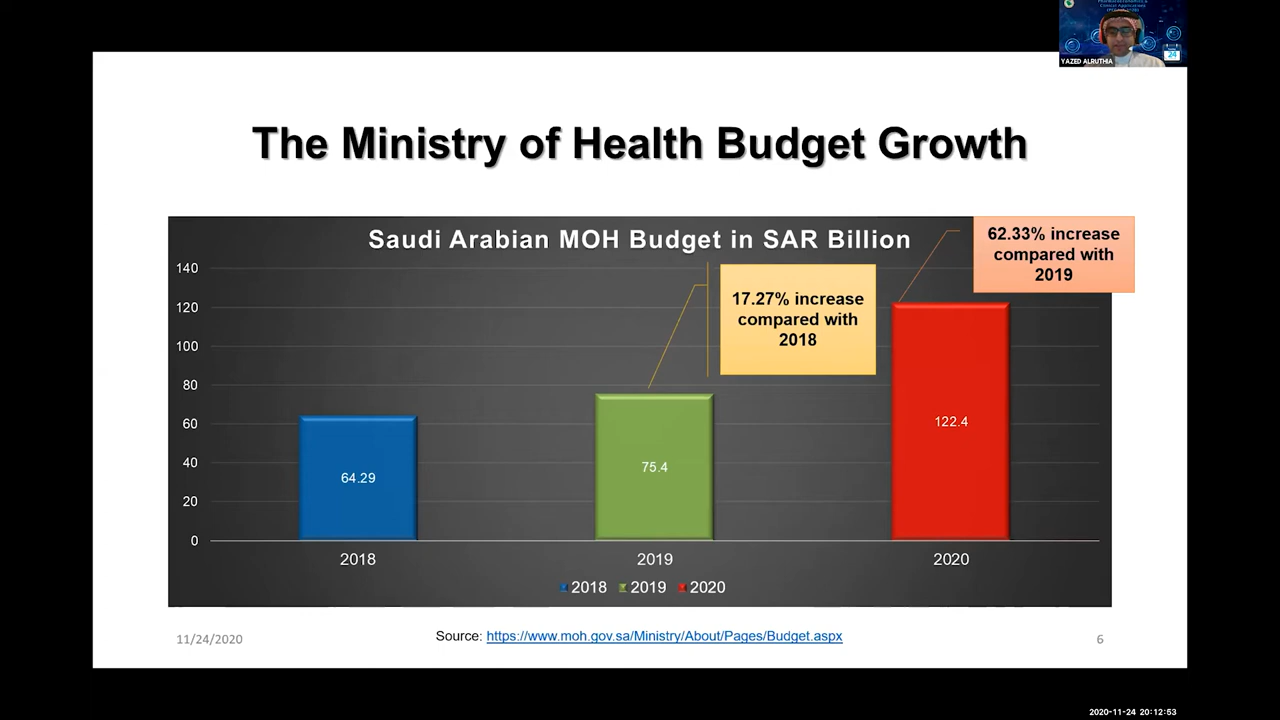 YAZED ALRUTHIA
24
The Ministry of Health Budget Growth
Saudi Arabian MOH Budget in SAR Billion
62.33% increase
compared with
2019
17.27% increase
compared with
2018
140
120
100
80
60
40
20
0
64.29
75.4
122.4
2018
2019
2020
2018 2019 2020
11/24/2020
Source: https://www.moh.gov.sa/Ministry/About/Pages/Budget.aspx
6
2020-11-24 20:12:53